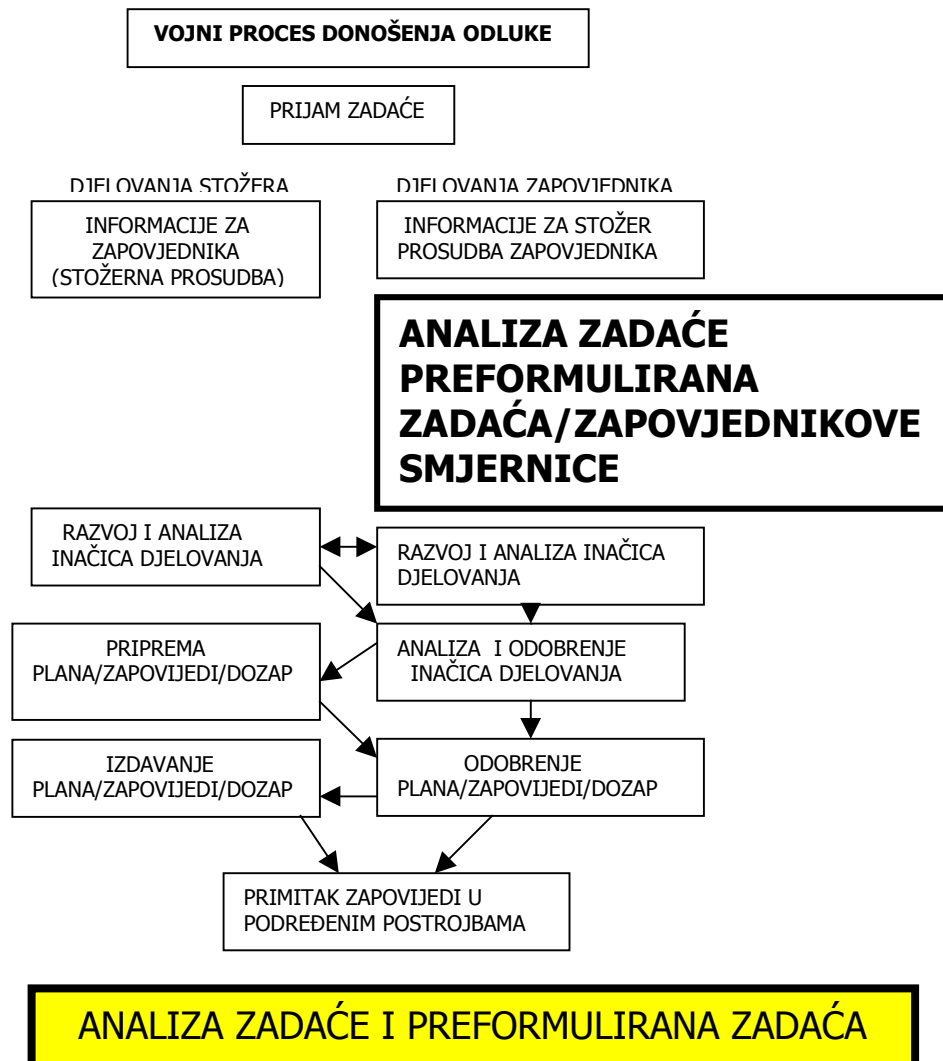 VOJNI PROCES DONOŠENJA ODLUKE
PRIJAM ZADAĆE
DJELOVANJA STOŽERA
DJELOVANJA ZAPOVJEDNIKA
INFORMACIJE ZA
ZAPOVJEDNIKA
(STOŽERNA PROSUDBA)
INFORMACIJE ZA STOŽER
PROSUDBA ZAPOVJEDNIKA
ANALIZA ZADAĆE
PREFORMULIRANA
ZADAĆA/ZAPOVJEDNIKOVE
SMJERNICE
RAZVOJ I ANALIZA
INAČICA DJELOVANJA
RAZVOJ I ANALIZA INAČICA
DJELOVANJA
PRIPREMA
PLANA/ZAPOVIJEDI/DOZAP
ANALIZA I ODOBRENJE
INAČICA DJELOVANJA
IZDAVANJE
PLANA/ZAPOVIJEDI/DOZAP
ODOBRENJE
PLANA/ZAPOVIJEDI/DOZAP
PRIMITAK ZAPOVIJEDI U
PODREĐENIM POSTROJBAMA
ANALIZA ZADAĆE I PREFORMULIRANA ZADAĆA